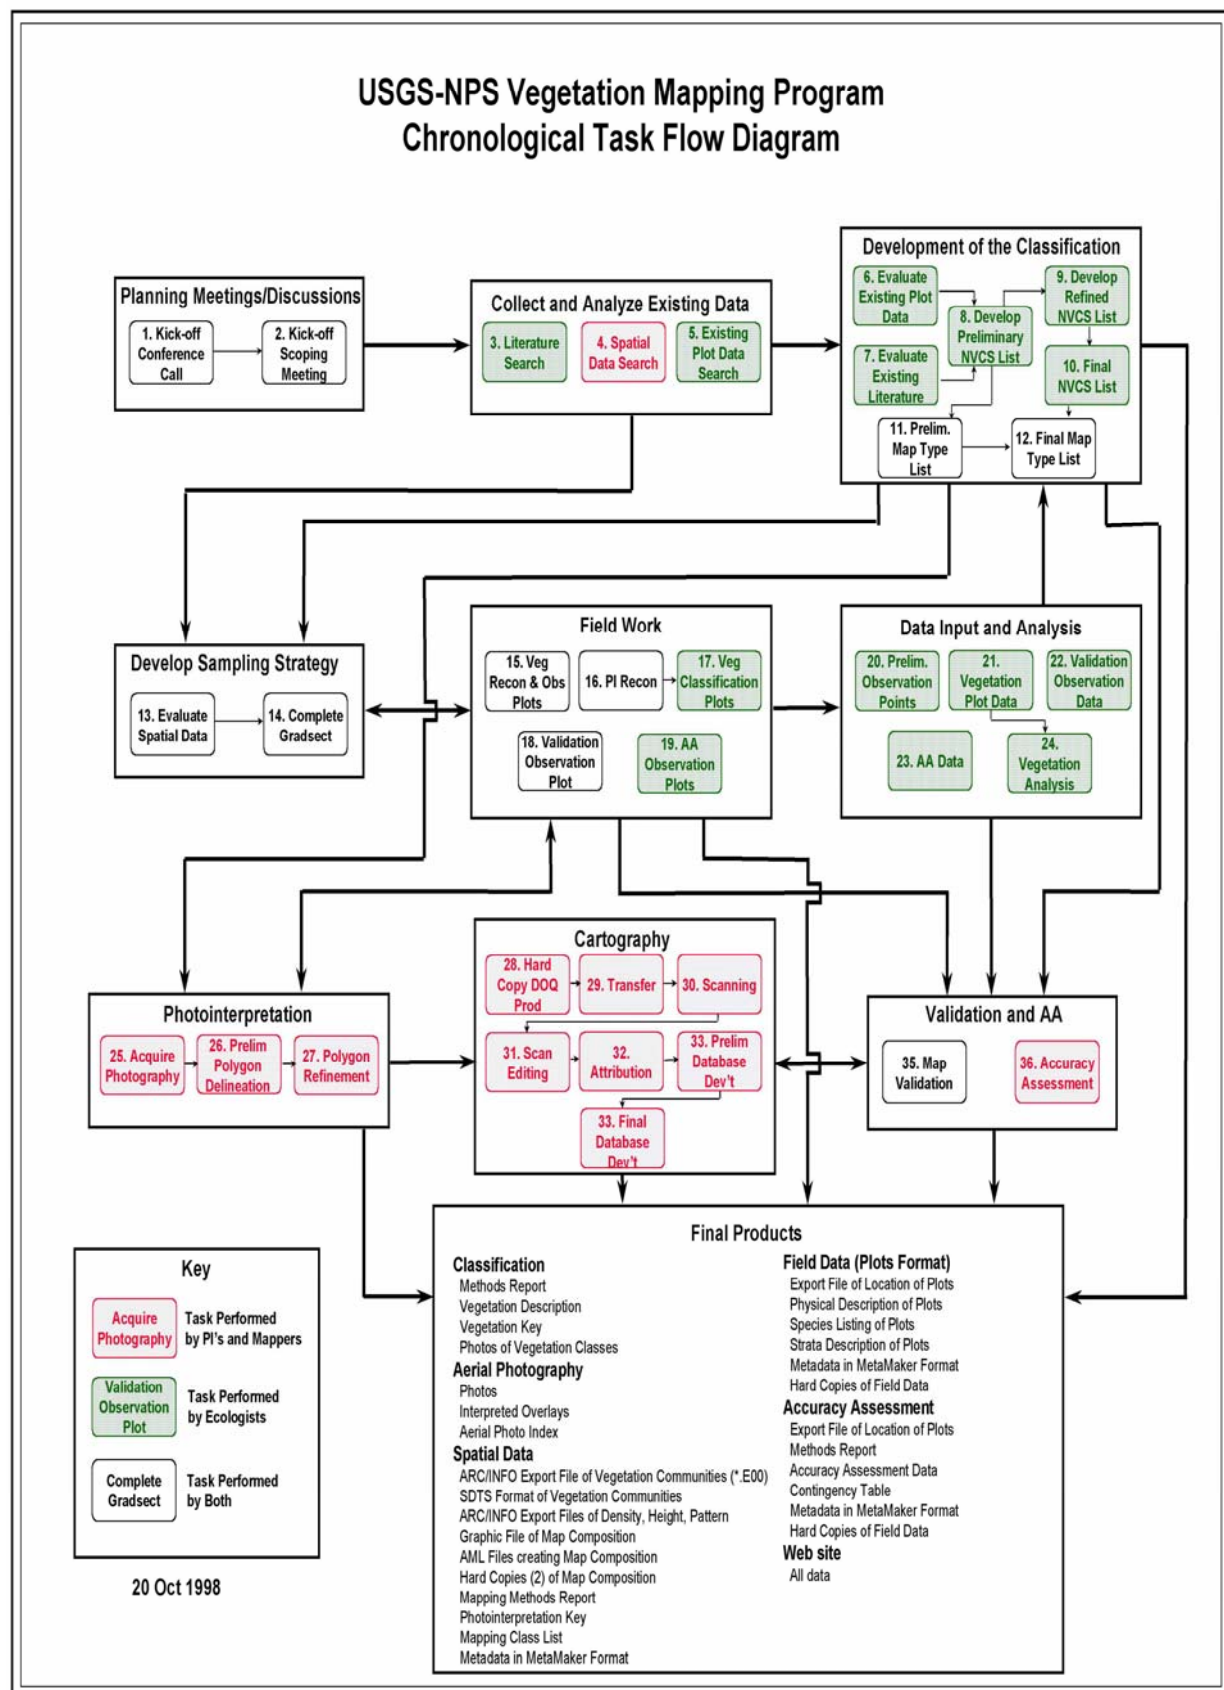 USGS-NPS Vegetation Mapping Program
Chronological Task Flow Diagram
Planning Meetings/Discussions
1. Kick-off
Conference
Call
2. Kick-off
Scoping
Meeting
Collect and Analyze Existing Data
3. Literature
Search
4. Spatial
Data Search
5. Existing
Plot Data
Search
Development of the Classification
6. Evaluate
Existing Plot
Data
7. Evaluate
Existing
Literature
8. Develop
Preliminary
NVCS List
9. Develop
Refined
NVCS List
10. Final
NVCS List
11. Prelim.
Map Type
List
12. Final Map
Type List
Develop Sampling Strategy
13. Evaluate
Spatial Data
14. Complete
Gradsect
Field Work
15. Veg
Recon & Obs
Plots
16. PI Recon
17. Veg
Classification
Plots
18. Validation
Observation
Plot
19. AA
Observation
Plots
Data Input and Analysis
20. Prelim.
Observation
Points
21.
Vegetation
Plot Data
22. Validation
Observation
Data
23. AA Data
24.
Vegetation
Analysis
Photointerpretation
25. Acquire
Photography
26. Prelim
Polygon
Delineation
27. Polygon
Refinement
Cartography
28. Hard
Copy DOQ
Prod
29. Transfer
30. Scanning
31. Scan
Editing
32.
Attribution
33. Prelim
Database
Dev't
33. Final
Database
Dev't
Validation and AA
35. Map
Validation
36. Accuracy
Assessment
Key
Acquire
Photography
Task Performed
by PI's and Mappers
Validation
Observation
Plot
Task Performed
by Ecologists
Complete
Gradsect
Task Performed
by Both
20 Oct 1998
Final Products
Classification
Methods Report
Vegetation Description
Vegetation Key
Photos of Vegetation Classes
Aerial Photography
Photos
Interpreted Overlays
Aerial Photo Index
Spatial Data
ARC/INFO Export File of Vegetation Communities (*.E00)
SDTS Format of Vegetation Communities
ARC/INFO Export Files of Density, Height, Pattern
Graphic File of Map Composition
AML Files creating Map Composition
Hard Copies (2) of Map Composition
Mapping Methods Report
Photointerpretation Key
Mapping Class List
Metadata in MetaMaker Format
Field Data (Plots Format)
Export File of Location of Plots
Physical Description of Plots
Species Listing of Plots
Strata Description of Plots
Metadata in MetaMaker Format
Hard Copies of Field Data
Accuracy Assessment
Export File of Location of Plots
Methods Report
Accuracy Assessment Data
Contingency Table
Metadata in MetaMaker Format
Hard Copies of Field Data
Web site
All data